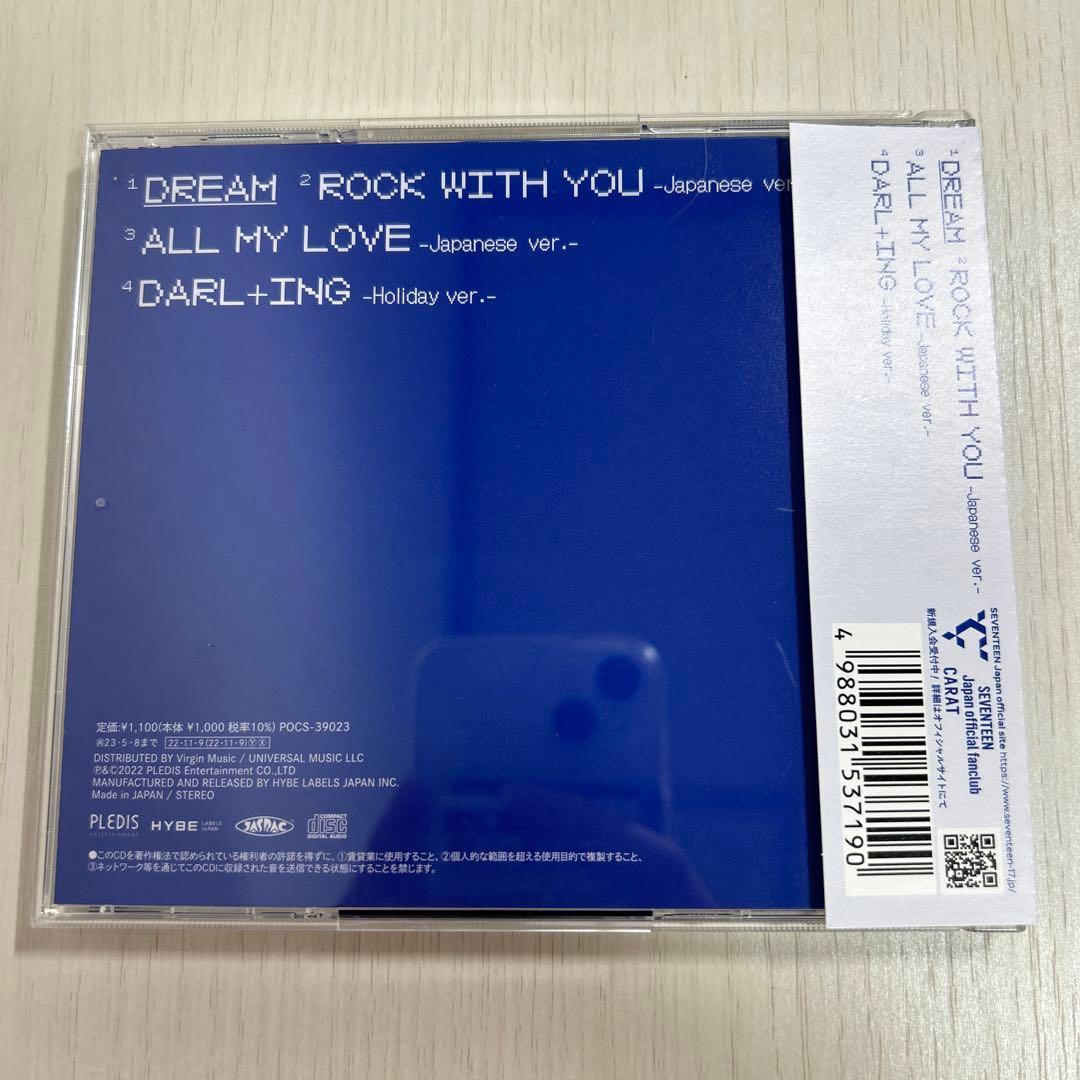 1 DREAM 2 ROCK WITH YOU -Japanese ver
3 ALL MY LOVE -Japanese ver.-
4 DARL+ING -Holiday ver.-
定価:¥1,100(本体 ¥1,000 税率10%) POCS-39023
㊢23・5・8まで 22・11・9(22・11・9)ⓎⓍ
DISTRIBUTED BY Virgin Music / UNIVERSAL MUSIC LLC
℗&©2022 PLEDIS Entertainment CO.,LTD
MANUFACTURED AND RELEASED BY HYBE LABELS JAPAN INC.
Made in JAPAN / STEREO
PLEDIS ENTERTAINMENT HYBE LABELS JAPAN JASRAC COMPACT disc DIGITAL AUDIO
●このCDを著作権法で認められている権利者の許諾を得ずに、①賃貸業に使用すること、②個人的な範囲を超える使用目的で複製すること、
③ネットワーク等を通じてこのCDに収録された音を送信できる状態にすることを禁じます。
1 DREAM 2 ROCK WITH YOU -Japanese ver.-
3 ALL MY LOVE -Japanese ver.-
4 DARL+ING -Holiday ver.-
SEVENTEEN Japan official site https://www.seventeen-17.jp/
SEVENTEEN
Japan official fanclub
CARAT
新規入会受付中! 詳細はオフィシャルサイトにて
4 988031 537190